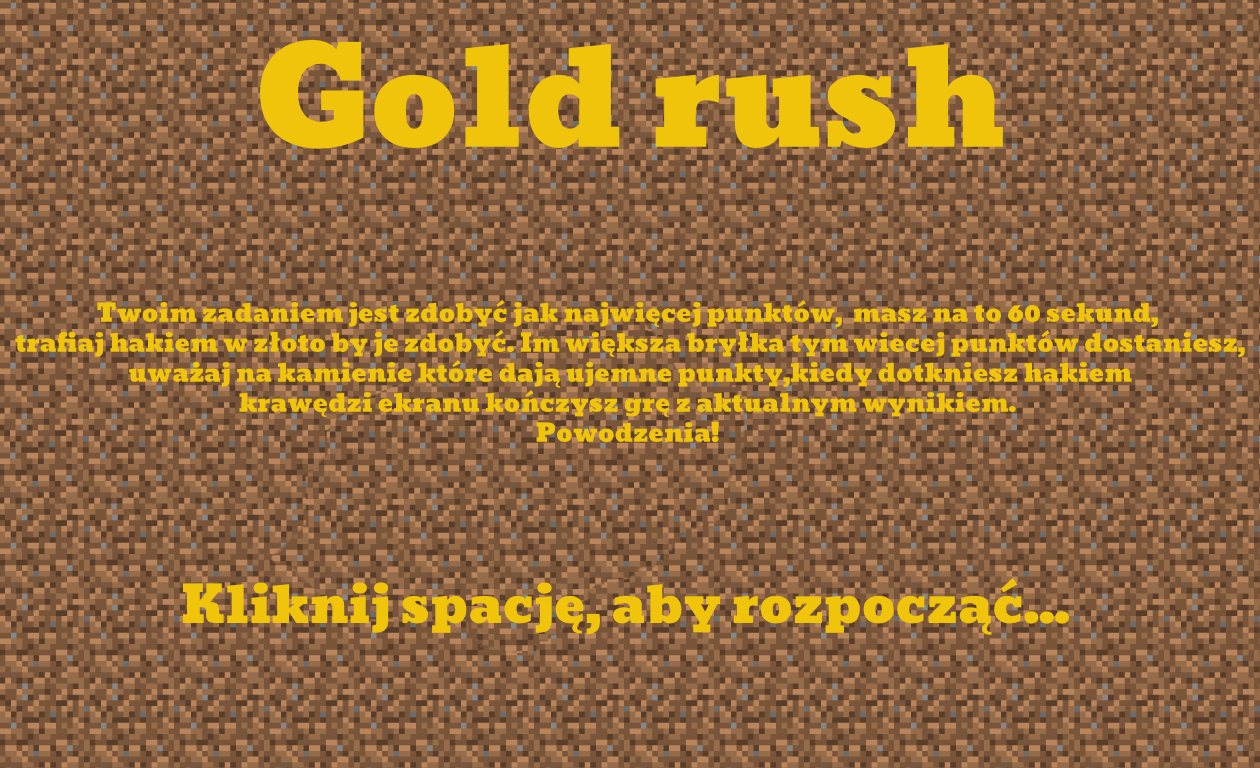 Gold rush
Twoim zadaniem jest zdobyć jak najwięcej punktów, masz na to 60 sekund,
trafiaj hakiem w złoto by je zdobyć. Im większa bryłka tym wiecej punktów dostaniesz,
uważaj na kamienie które dają ujemne punkty,kiedy dotkniesz hakiem
krawędzi ekranu kończysz grę z aktualnym wynikiem.
Powodzenia!
Kliknij spację, aby rozpocząć...